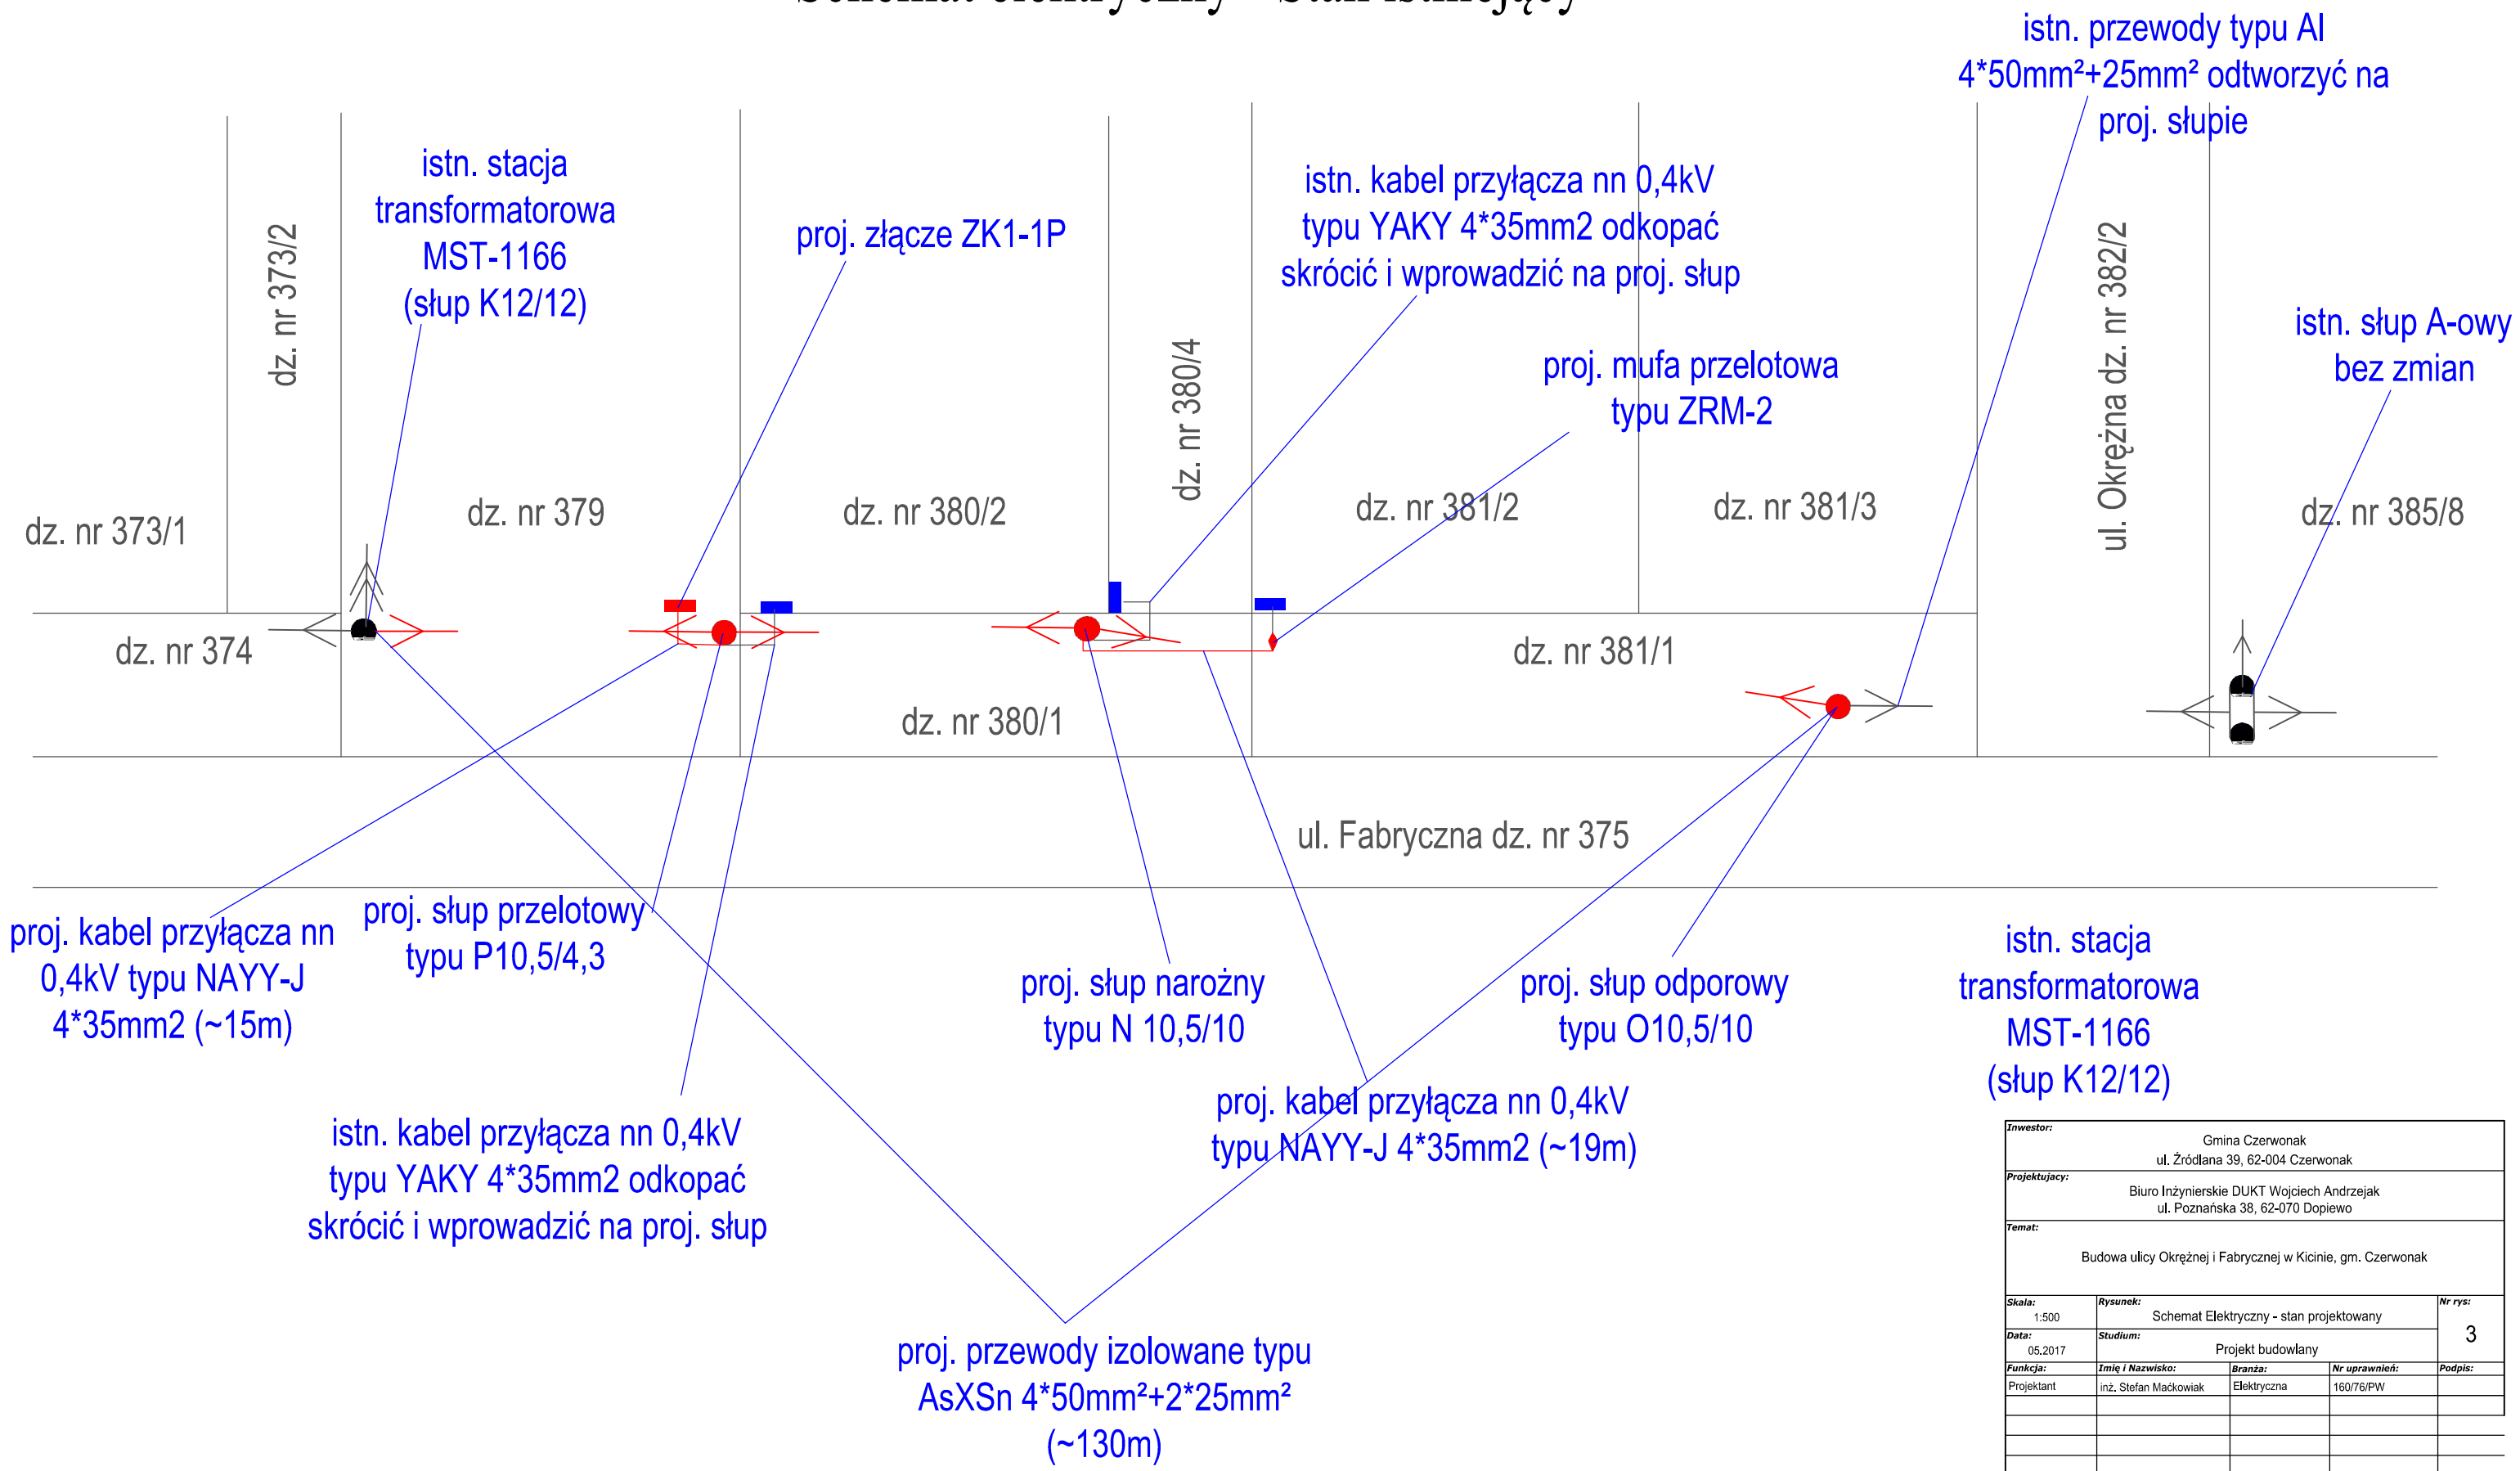 Schemat elektryczny - Stan istniejący
istn. przewody typu Al
4*50mm²+25mm² odtworzyć na
proj. słupie
istn. stacja
transformatorowa
MST-1166
(słup K12/12)
proj. złącze ZK1-1P
istn. kabel przyłącza nn 0,4kV
typu YAKY 4*35mm2 odkopać
skrócić i wprowadzić na proj. słup
proj. mufa przelotowa
typu ZRM-2
istn. słup A-owy
bez zmian
dz. nr 373/2
dz. nr 380/4
ul. Okrężna dz. nr 382/2
dz. nr 373/1
dz. nr 379
dz. nr 380/2
dz. nr 381/2
dz. nr 381/3
dz. nr 385/8
dz. nr 374
dz. nr 380/1
dz. nr 381/1
ul. Fabryczna dz. nr 375
proj. kabel przyłącza nn
0,4kV typu NAYY-J
4*35mm2 (~15m)
proj. słup przelotowy
typu P10,5/4,3
proj. słup narożny
typu N 10,5/10
proj. słup odporowy
typu O10,5/10
istn. stacja
transformatorowa
MST-1166
(słup K12/12)
istn. kabel przyłącza nn 0,4kV
typu YAKY 4*35mm2 odkopać
skrócić i wprowadzić na proj. słup
proj. kabel przyłącza nn 0,4kV
typu NAYY-J 4*35mm2 (~19m)
proj. przewody izolowane typu
AsXSn 4*50mm²+2*25mm²
(~130m)
Inwestor:
Gmina Czerwonak
ul. Źródlana 39, 62-004 Czerwonak
Projektujacy:
Biuro Inżynierskie DUKT Wojciech Andrzejak
ul. Poznańska 38, 62-070 Dopiewo
Temat:
Budowa ulicy Okrężnej i Fabrycznej w Kicinie, gm. Czerwonak
Skala: Rysunek: Nr rys:
1:500 Schemat Elektryczny - stan projektowany 3
Data: Studium:
05.2017 Projekt budowlany
Funkcja: Imię i Nazwisko: Branża: Nr uprawnień: Podpis:
Projektant inż. Stefan Maćkowiak Elektryczna 160/76/PW